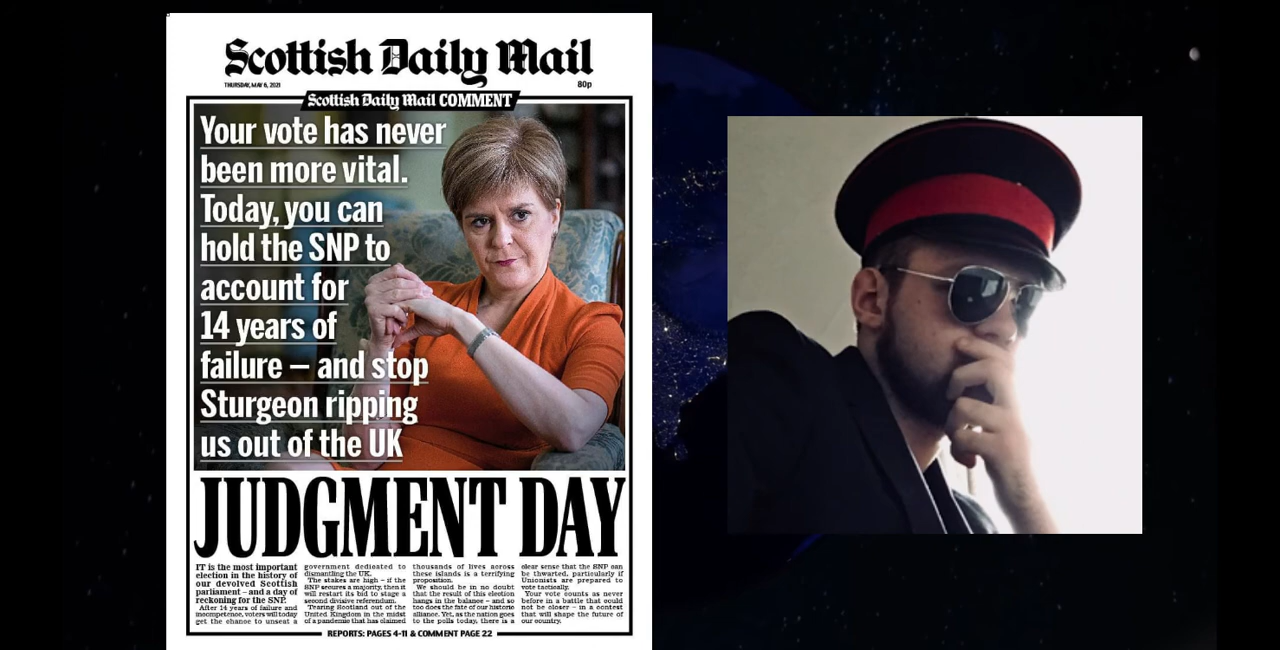 Scottish Daily Mail
THURSDAY, MAY 6, 2021
80p
Scottish Daily Mail COMMENT
Your vote has never
been more vital.
Today, you can
hold the SNP to
account for
14 years of
failure – and stop
Sturgeon ripping
us out of the UK
JUDGMENT DAY
IT is the most important
election in the history of
our devolved Scottish
parliament – and a day of
reckoning for the SNP.
After 14 years of failure and
incompetence, voters will today
get the chance to unseat a
government dedicated to
dismantling the UK.
The stakes are high – if the
SNP secures a majority, then it
will restart its bid to stage a
second divisive referendum.
Tearing Scotland out of the
United Kingdom in the midst
of a pandemic that has claimed
thousands of lives across
these islands is a terrifying
proposition.
We should be in no doubt
that the result of this election
hangs in the balance – and so
too does the fate of our historic
alliance. Yet, as the nation goes
to the polls today, there is a
clear sense that the SNP can
be thwarted, particularly if
Unionists are prepared to
vote tactically.
Your vote counts as never
before in a battle that could
not be closer – in a contest
that will shape the future of
our country.
REPORTS: PAGES 4-11 & COMMENT PAGE 22